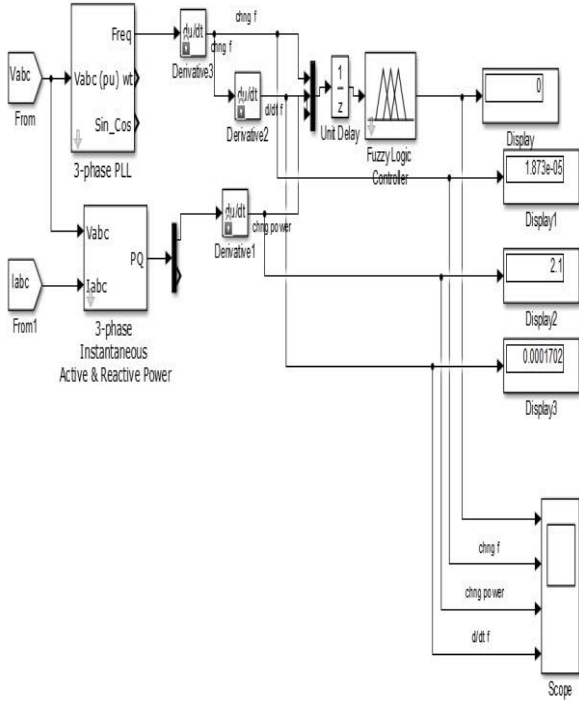 Vabc
From
Freq
Vabc (pu) wt
Sin_Cos
3-phase PLL
du/dt
Derivative3
chng f
chng f
du/dt
Derivative2
d/dt f
1
z
Unit Delay
Fuzzy Logic
Controller
0
Display
1.873e-05
Display1
2.1
Display2
0.0001702
Display3
Iabc
From1
Vabc
Iabc
PQ
3-phase
Instantaneous
Active & Reactive Power
du/dt
Derivative1
chng power
chng f
chng power
d/dt f
Scope